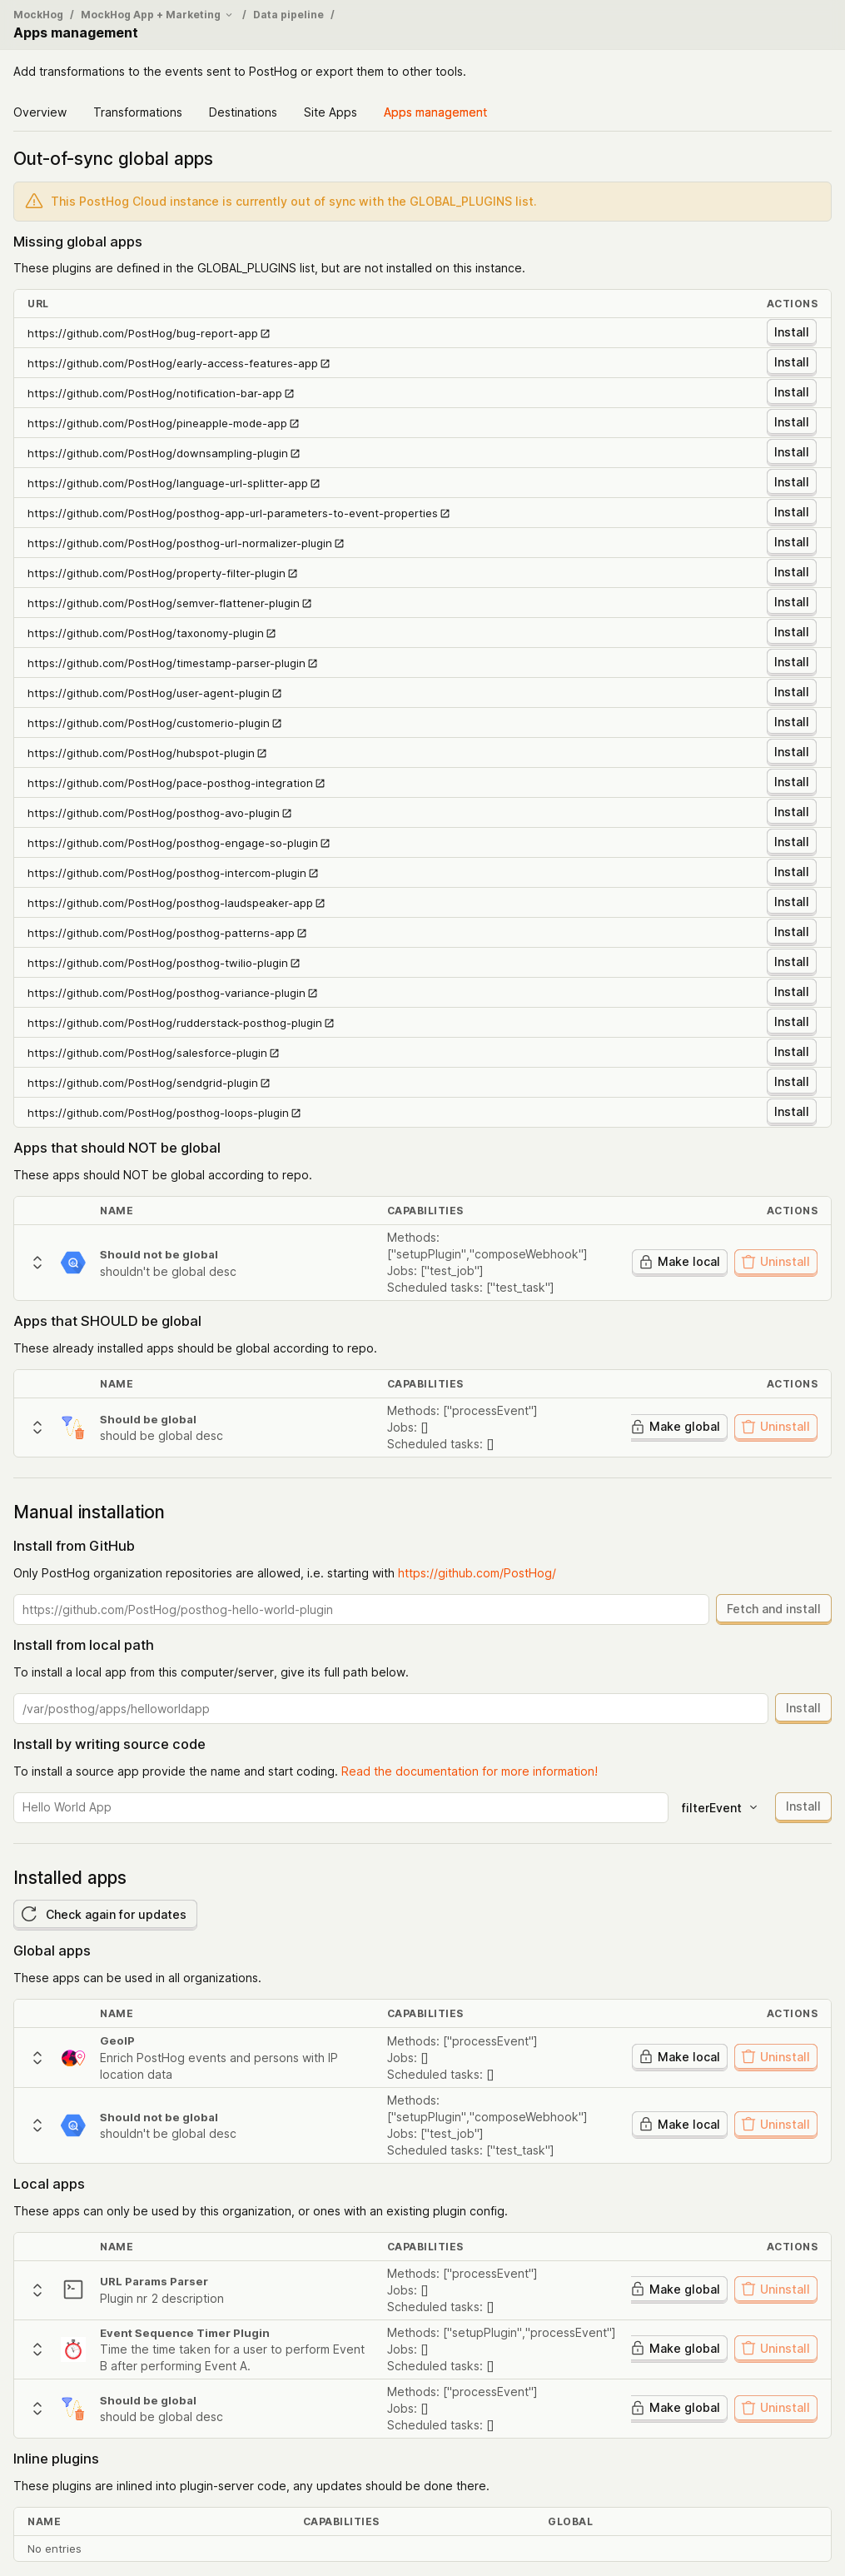 MockHog / MockHog App + Marketing / Data pipeline /
Apps management
Add transformations to the events sent to PostHog or export them to other tools.
Overview Transformations Destinations Site Apps Apps management
Out-of-sync global apps
This PostHog Cloud instance is currently out of sync with the GLOBAL_PLUGINS list.
Missing global apps
These plugins are defined in the GLOBAL_PLUGINS list, but are not installed on this instance.
URL ACTIONS
https://github.com/PostHog/bug-report-app Install
https://github.com/PostHog/early-access-features-app Install
https://github.com/PostHog/notification-bar-app Install
https://github.com/PostHog/pineapple-mode-app Install
https://github.com/PostHog/downsampling-plugin Install
https://github.com/PostHog/language-url-splitter-app Install
https://github.com/PostHog/posthog-app-url-parameters-to-event-properties Install
https://github.com/PostHog/posthog-url-normalizer-plugin Install
https://github.com/PostHog/property-filter-plugin Install
https://github.com/PostHog/semver-flattener-plugin Install
https://github.com/PostHog/taxonomy-plugin Install
https://github.com/PostHog/timestamp-parser-plugin Install
https://github.com/PostHog/user-agent-plugin Install
https://github.com/PostHog/customerio-plugin Install
https://github.com/PostHog/hubspot-plugin Install
https://github.com/PostHog/pace-posthog-integration Install
https://github.com/PostHog/posthog-avo-plugin Install
https://github.com/PostHog/posthog-engage-so-plugin Install
https://github.com/PostHog/posthog-intercom-plugin Install
https://github.com/PostHog/posthog-laudspeaker-app Install
https://github.com/PostHog/posthog-patterns-app Install
https://github.com/PostHog/posthog-twilio-plugin Install
https://github.com/PostHog/posthog-variance-plugin Install
https://github.com/PostHog/rudderstack-posthog-plugin Install
https://github.com/PostHog/salesforce-plugin Install
https://github.com/PostHog/sendgrid-plugin Install
https://github.com/PostHog/posthog-loops-plugin Install
Apps that should NOT be global
These apps should NOT be global according to repo.
NAME CAPABILITIES ACTIONS
Should not be global
shouldn't be global desc
Methods:
["setupPlugin","composeWebhook"]
Jobs: ["test_job"]
Scheduled tasks: ["test_task"]
Make local Uninstall
Apps that SHOULD be global
These already installed apps should be global according to repo.
NAME CAPABILITIES ACTIONS
Should be global
should be global desc
Methods: ["processEvent"]
Jobs: []
Scheduled tasks: []
Make global Uninstall
Manual installation
Install from GitHub
Only PostHog organization repositories are allowed, i.e. starting with https://github.com/PostHog/
https://github.com/PostHog/posthog-hello-world-plugin Fetch and install
Install from local path
To install a local app from this computer/server, give its full path below.
/var/posthog/apps/helloworldapp Install
Install by writing source code
To install a source app provide the name and start coding. Read the documentation for more information!
Hello World App filterEvent Install
Installed apps
Check again for updates
Global apps
These apps can be used in all organizations.
NAME CAPABILITIES ACTIONS
GeoIP
Enrich PostHog events and persons with IP
location data
Methods: ["processEvent"]
Jobs: []
Scheduled tasks: []
Make local Uninstall
Should not be global
shouldn't be global desc
Methods:
["setupPlugin","composeWebhook"]
Jobs: ["test_job"]
Scheduled tasks: ["test_task"]
Make local Uninstall
Local apps
These apps can only be used by this organization, or ones with an existing plugin config.
NAME CAPABILITIES ACTIONS
URL Params Parser
Plugin nr 2 description
Methods: ["processEvent"]
Jobs: []
Scheduled tasks: []
Make global Uninstall
Event Sequence Timer Plugin
Time the time taken for a user to perform Event
B after performing Event A.
Methods: ["setupPlugin","processEvent"]
Jobs: []
Scheduled tasks: []
Make global Uninstall
Should be global
should be global desc
Methods: ["processEvent"]
Jobs: []
Scheduled tasks: []
Make global Uninstall
Inline plugins
These plugins are inlined into plugin-server code, any updates should be done there.
NAME CAPABILITIES GLOBAL
No entries